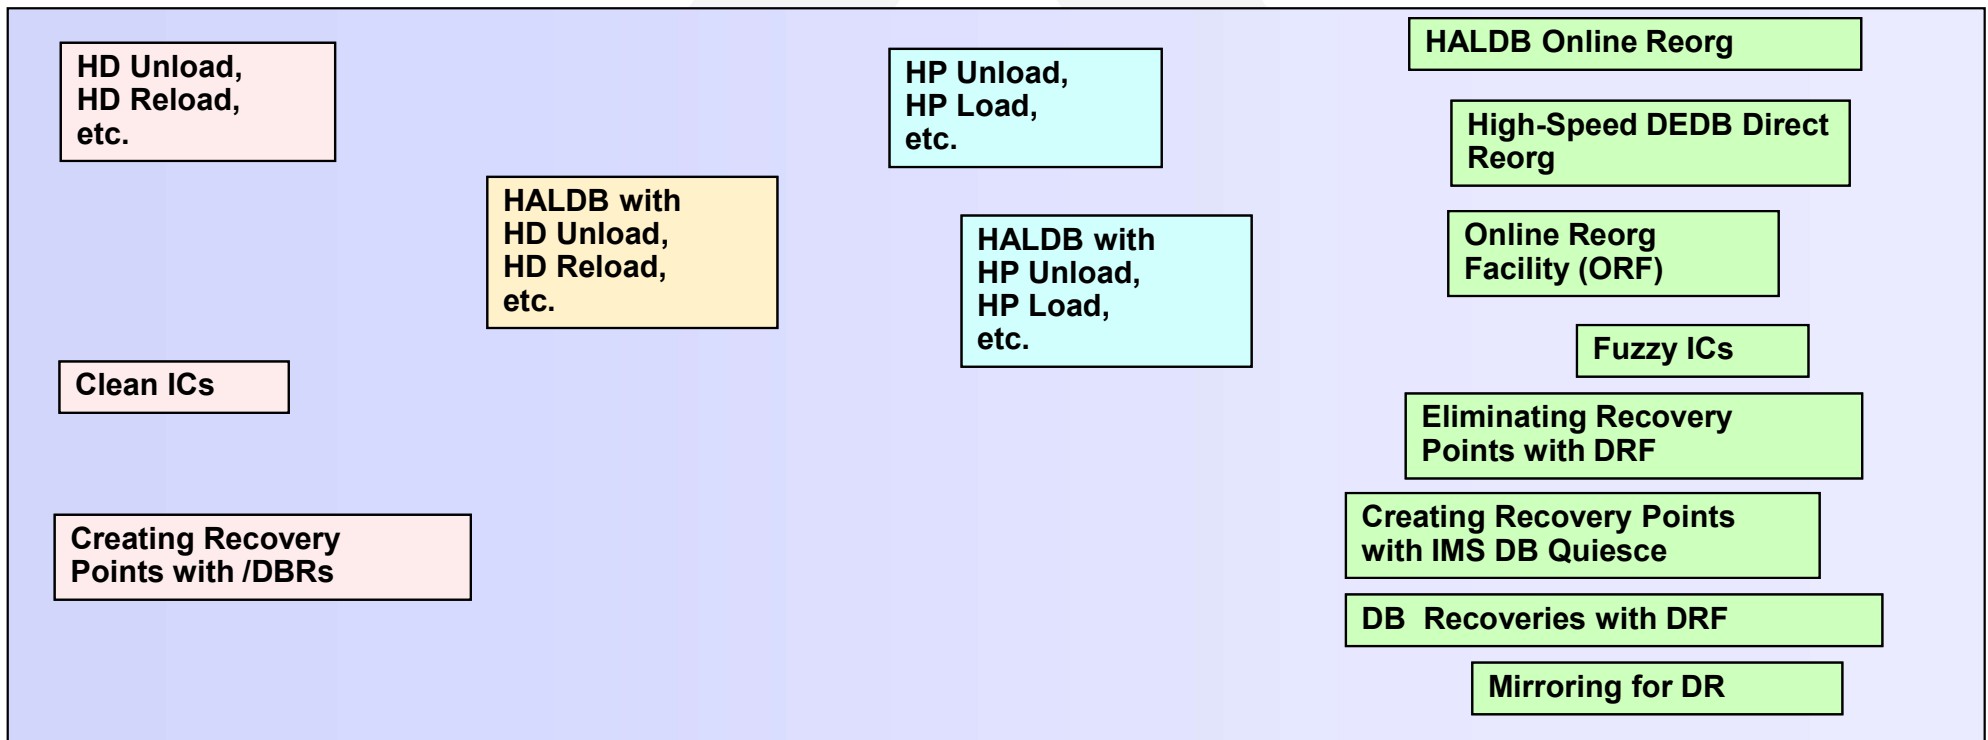 HD Unload,
HD Reload,
etc.
HALDB with
HD Unload,
HD Reload,
etc.
Clean ICs
Creating Recovery
Points with /DBRs
HP Unload,
HP Load,
etc.
HALDB with
HP Unload,
HP Load,
etc.
HALDB Online Reorg
High-Speed DEDB Direct
Reorg
Online Reorg
Facility (ORF)
Fuzzy ICs
Eliminating Recovery
Points with DRF
Creating Recovery Points
with IMS DB Quiesce
DB  Recoveries with DRF
Mirroring for DR